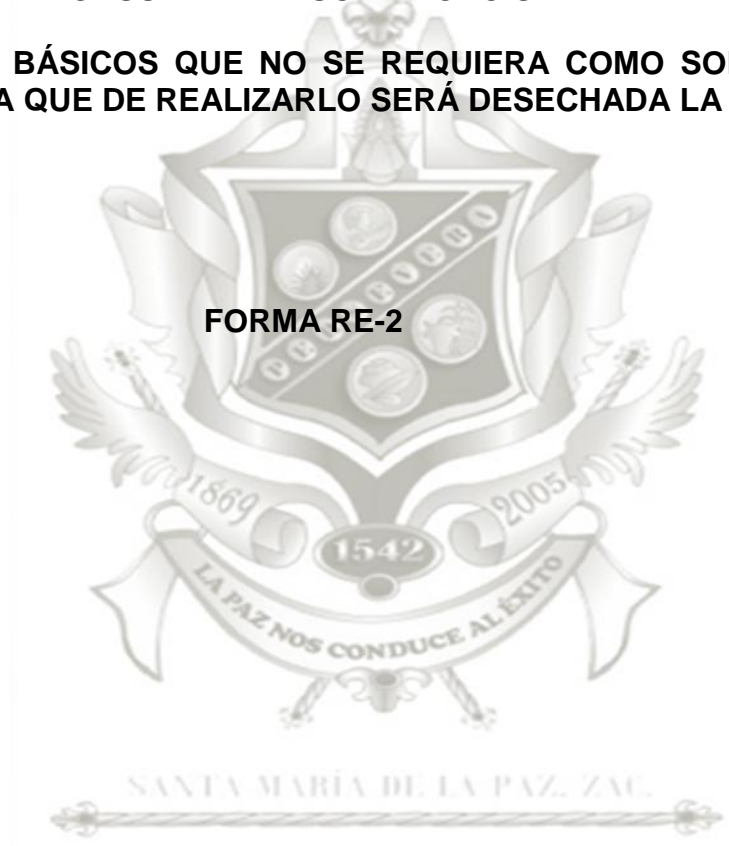 BÁSICOS QUE NO SE REQUIERA COMO
A QUE DE REALIZARLO SERÁ DESECHADA LA
FORMA RE-2
PERSEVERA
1869
2005
1542
LA PAZ NOS CONDUCE AL ÉXITO
SANTA MARÍA DE LA PAZ, ZAC.